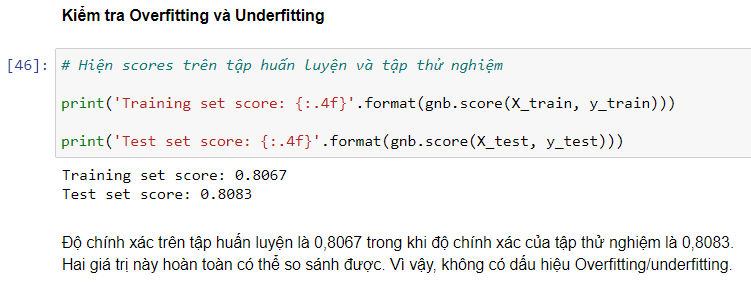 Kiểm tra Overfitting và Underfitting
[46]: # Hiện scores trên tập huấn luyện và tập thử nghiệm
print('Training set score: {:.4f}'.format(gnb.score(X_train, y_train)))
print('Test set score: {:.4f}'.format(gnb.score(X_test, y_test)))
Training set score: 0.8067
Test set score: 0.8083
Độ chính xác trên tập huấn luyện là 0,8067 trong khi độ chính xác của tập thử nghiệm là 0,8083.
Hai giá trị này hoàn toàn có thể so sánh được. Vì vậy, không có dấu hiệu Overfitting/underfitting.